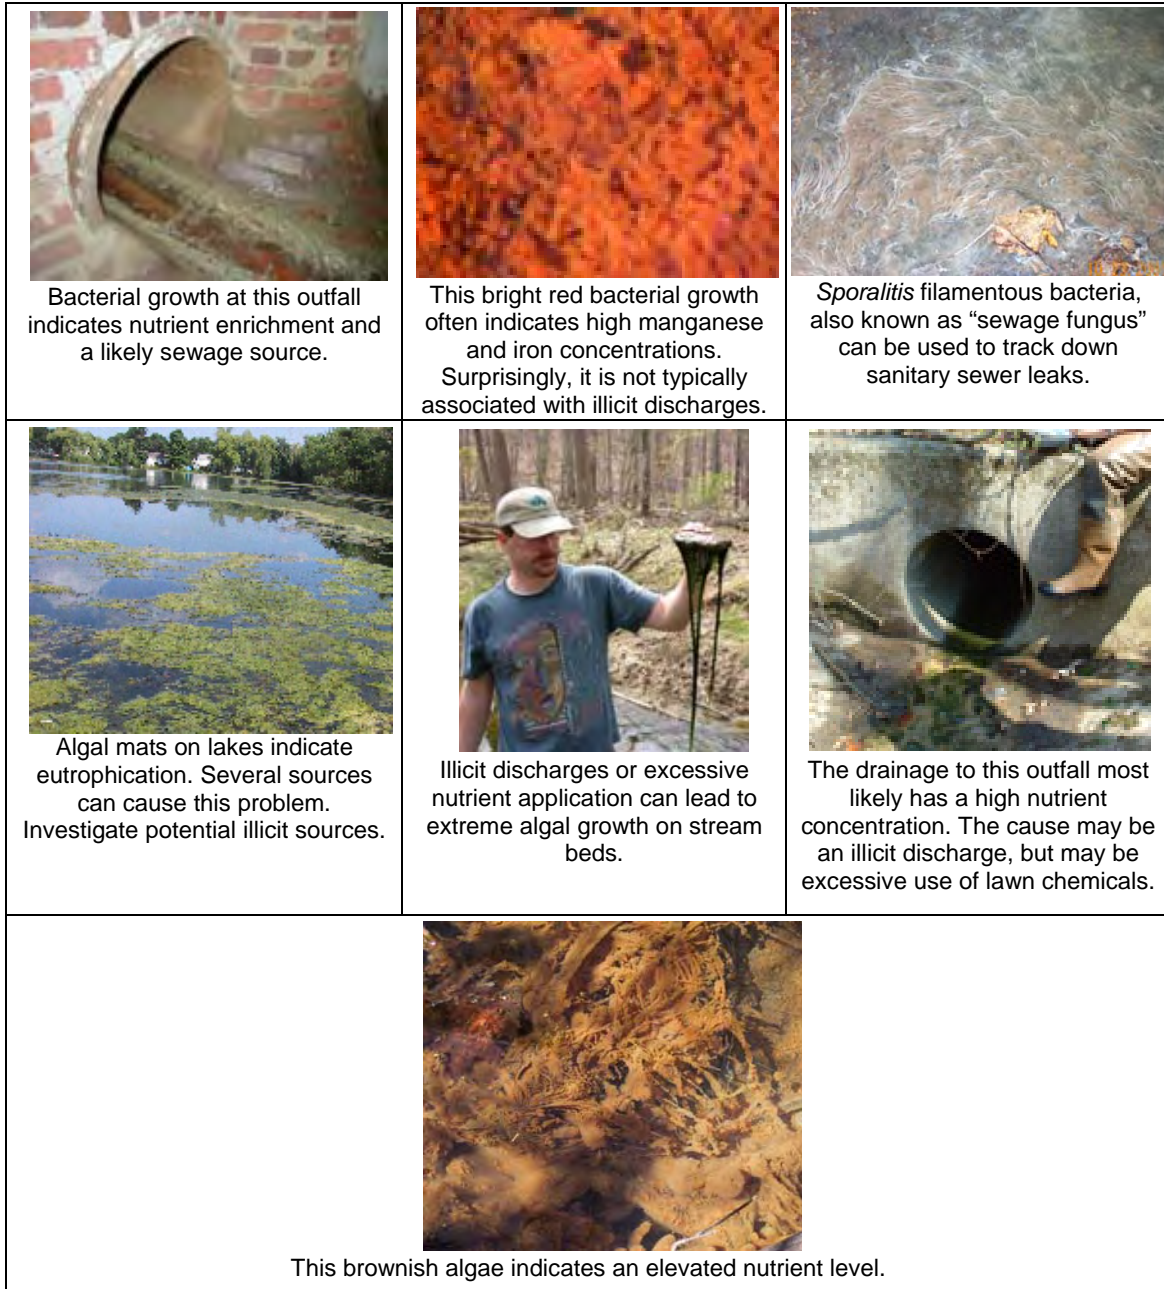 Bacterial growth at this outfall
indicates nutrient enrichment and
a likely sewage source.
This bright red bacterial growth
often indicates high manganese
and iron concentrations.
Surprisingly, it is not typically
associated with illicit discharges.
Sporalitis filamentous bacteria,
also known as “sewage fungus”
can be used to track down
sanitary sewer leaks.
Algal mats on lakes indicate
eutrophication. Several sources
can cause this problem.
Investigate potential illicit sources.
Illicit discharges or excessive
nutrient application can lead to
extreme algal growth on stream
beds.
The drainage to this outfall most
likely has a high nutrient
concentration. The cause may be
an illicit discharge, but may be
excessive use of lawn chemicals.
This brownish algae indicates an elevated nutrient level.